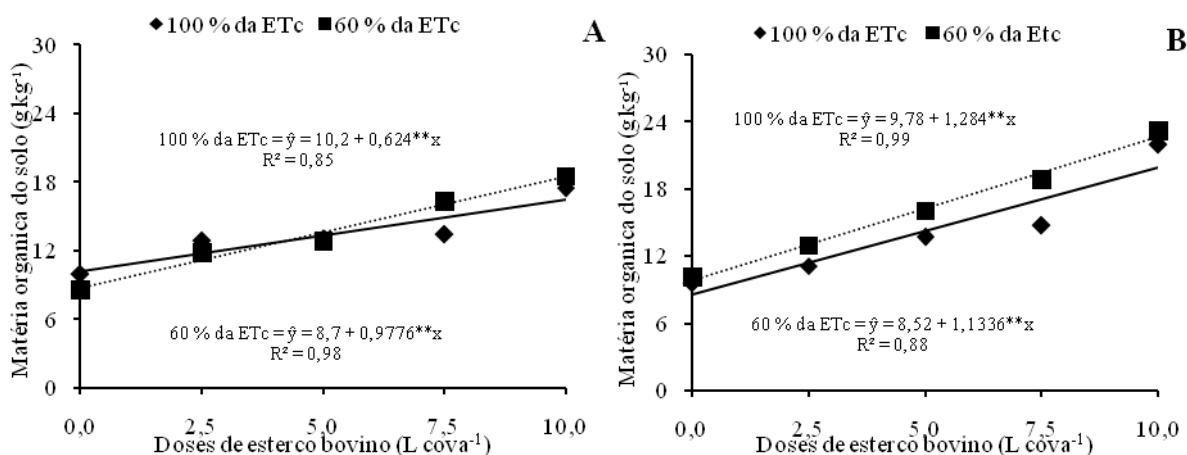 ◆100 % da ETc ■60 % da ETc
A
Matéria organica do solo (g kg⁻¹)
30
24
18
12
6
0
100 % da ETc = ŷ = 10,2 + 0,624**x
R² = 0,85
60 % da ETc = ŷ = 8,7 + 0,9776**x
R² = 0,98
0,0 2,5 5,0 7,5 10,0
Doses de esterco bovino (L cova⁻¹)
◆100 % da ETc ■60 % da Etc
B
Matéria organica do solo (g kg⁻¹)
30
24
18
12
6
0
100 % da ETc = ŷ = 9,78 + 1,284**x
R² = 0,99
60 % da ETc = ŷ = 8,52 + 1,1336**x
R² = 0,88
0,0 2,5 5,0 7,5 10,0
Doses de esterco bovino (L cova⁻¹)